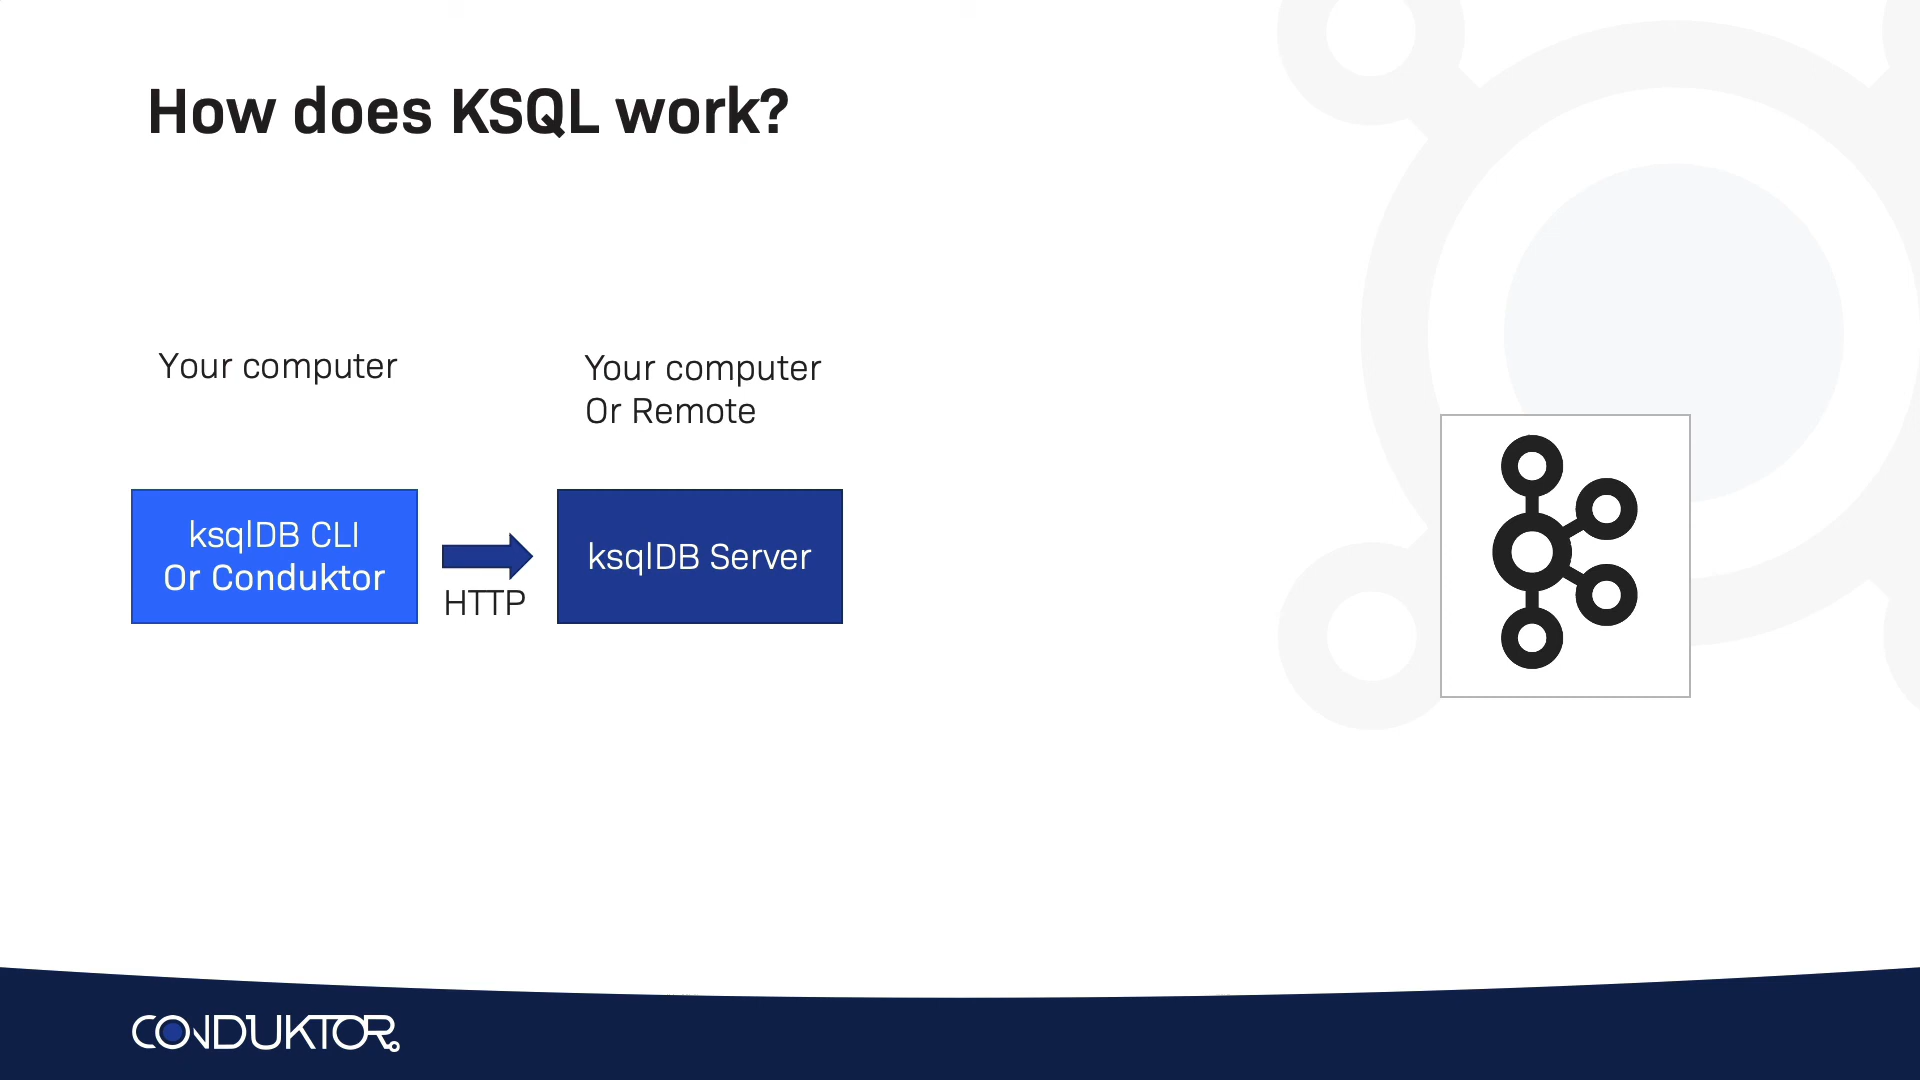 How does KSQL work?
Your computer
Your computer
Or Remote
ksqlDB CLI
Or Conduktor
HTTP
ksqlDB Server
CONDUKTOR